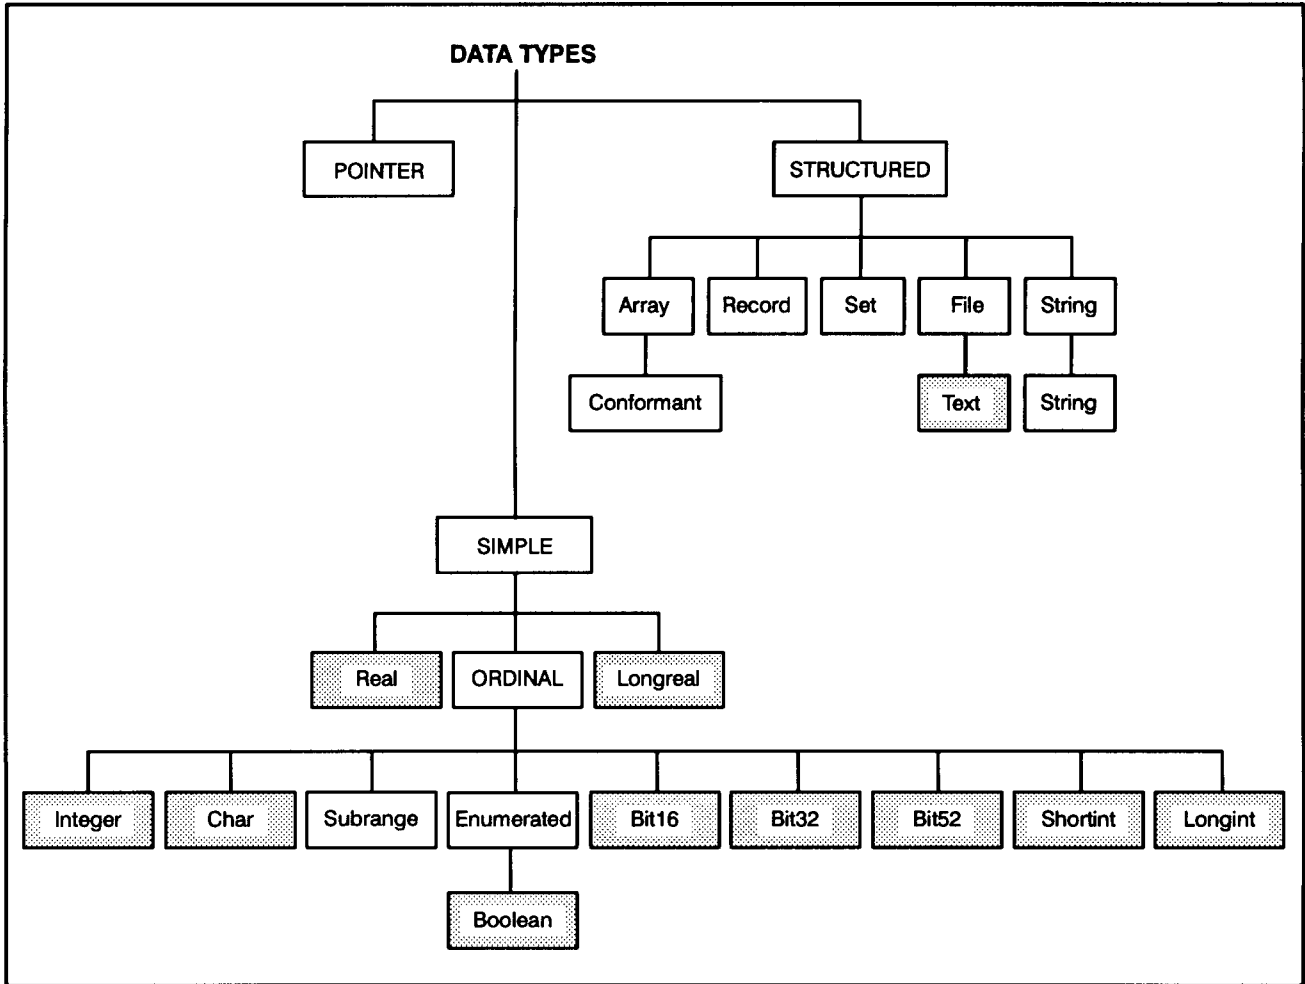 DATA TYPES
POINTER
STRUCTURED
Array
Record
Set
File
String
Conformant
Text
String
SIMPLE
Real
ORDINAL
Longreal
Integer
Char
Subrange
Enumerated
Bit16
Bit32
Bit52
Shortint
Longint
Boolean